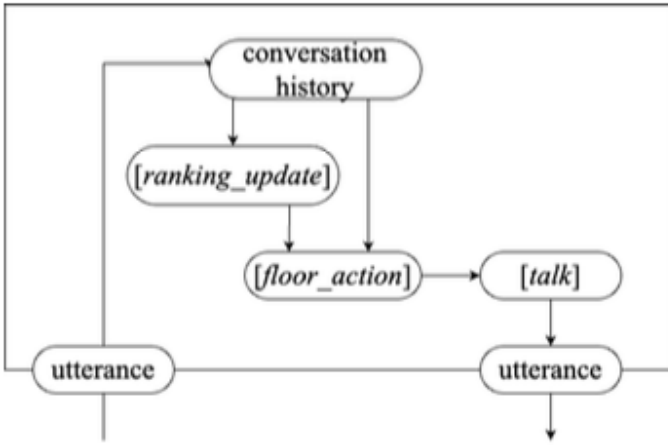 conversation
history
[ranking_update]
[floor_action]
[talk]
utterance
utterance